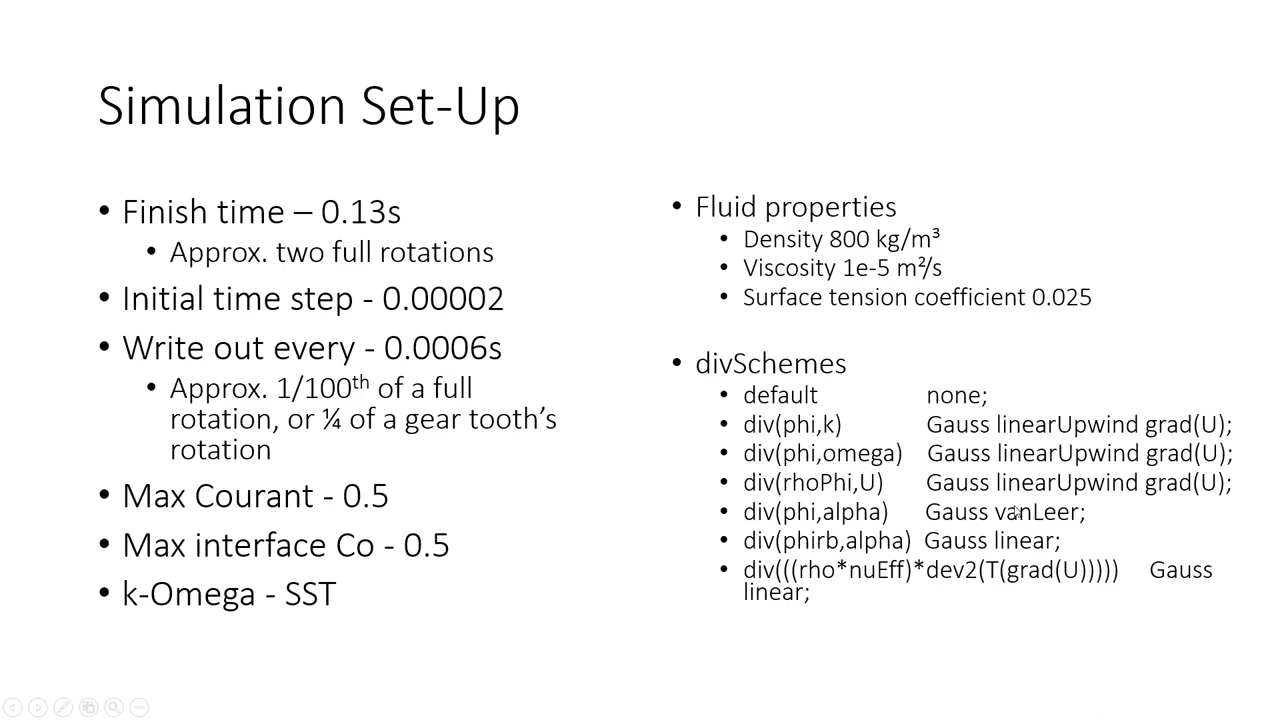 Simulation Set-Up
• Finish time – 0.13s
• Approx. two full rotations
• Initial time step - 0.00002
• Write out every - 0.0006s
• Approx. 1/100th of a full
rotation, or ¼ of a gear tooth's
rotation
• Max Courant - 0.5
• Max interface Co - 0.5
• k-Omega - SST
• Fluid properties
• Density 800 kg/m³
• Viscosity 1e-5 m²/s
• Surface tension coefficient 0.025
• divSchemes
• default none;
• div(phi,k) Gauss linearUpwind grad(U);
• div(phi,omega) Gauss linearUpwind grad(U);
• div(rhoPhi,U) Gauss linearUpwind grad(U);
• div(phi,alpha) Gauss vanLeer;
• div(phirb,alpha) Gauss linear;
• div(((rho*nuEff)*dev2(T(grad(U))))) Gauss
linear;